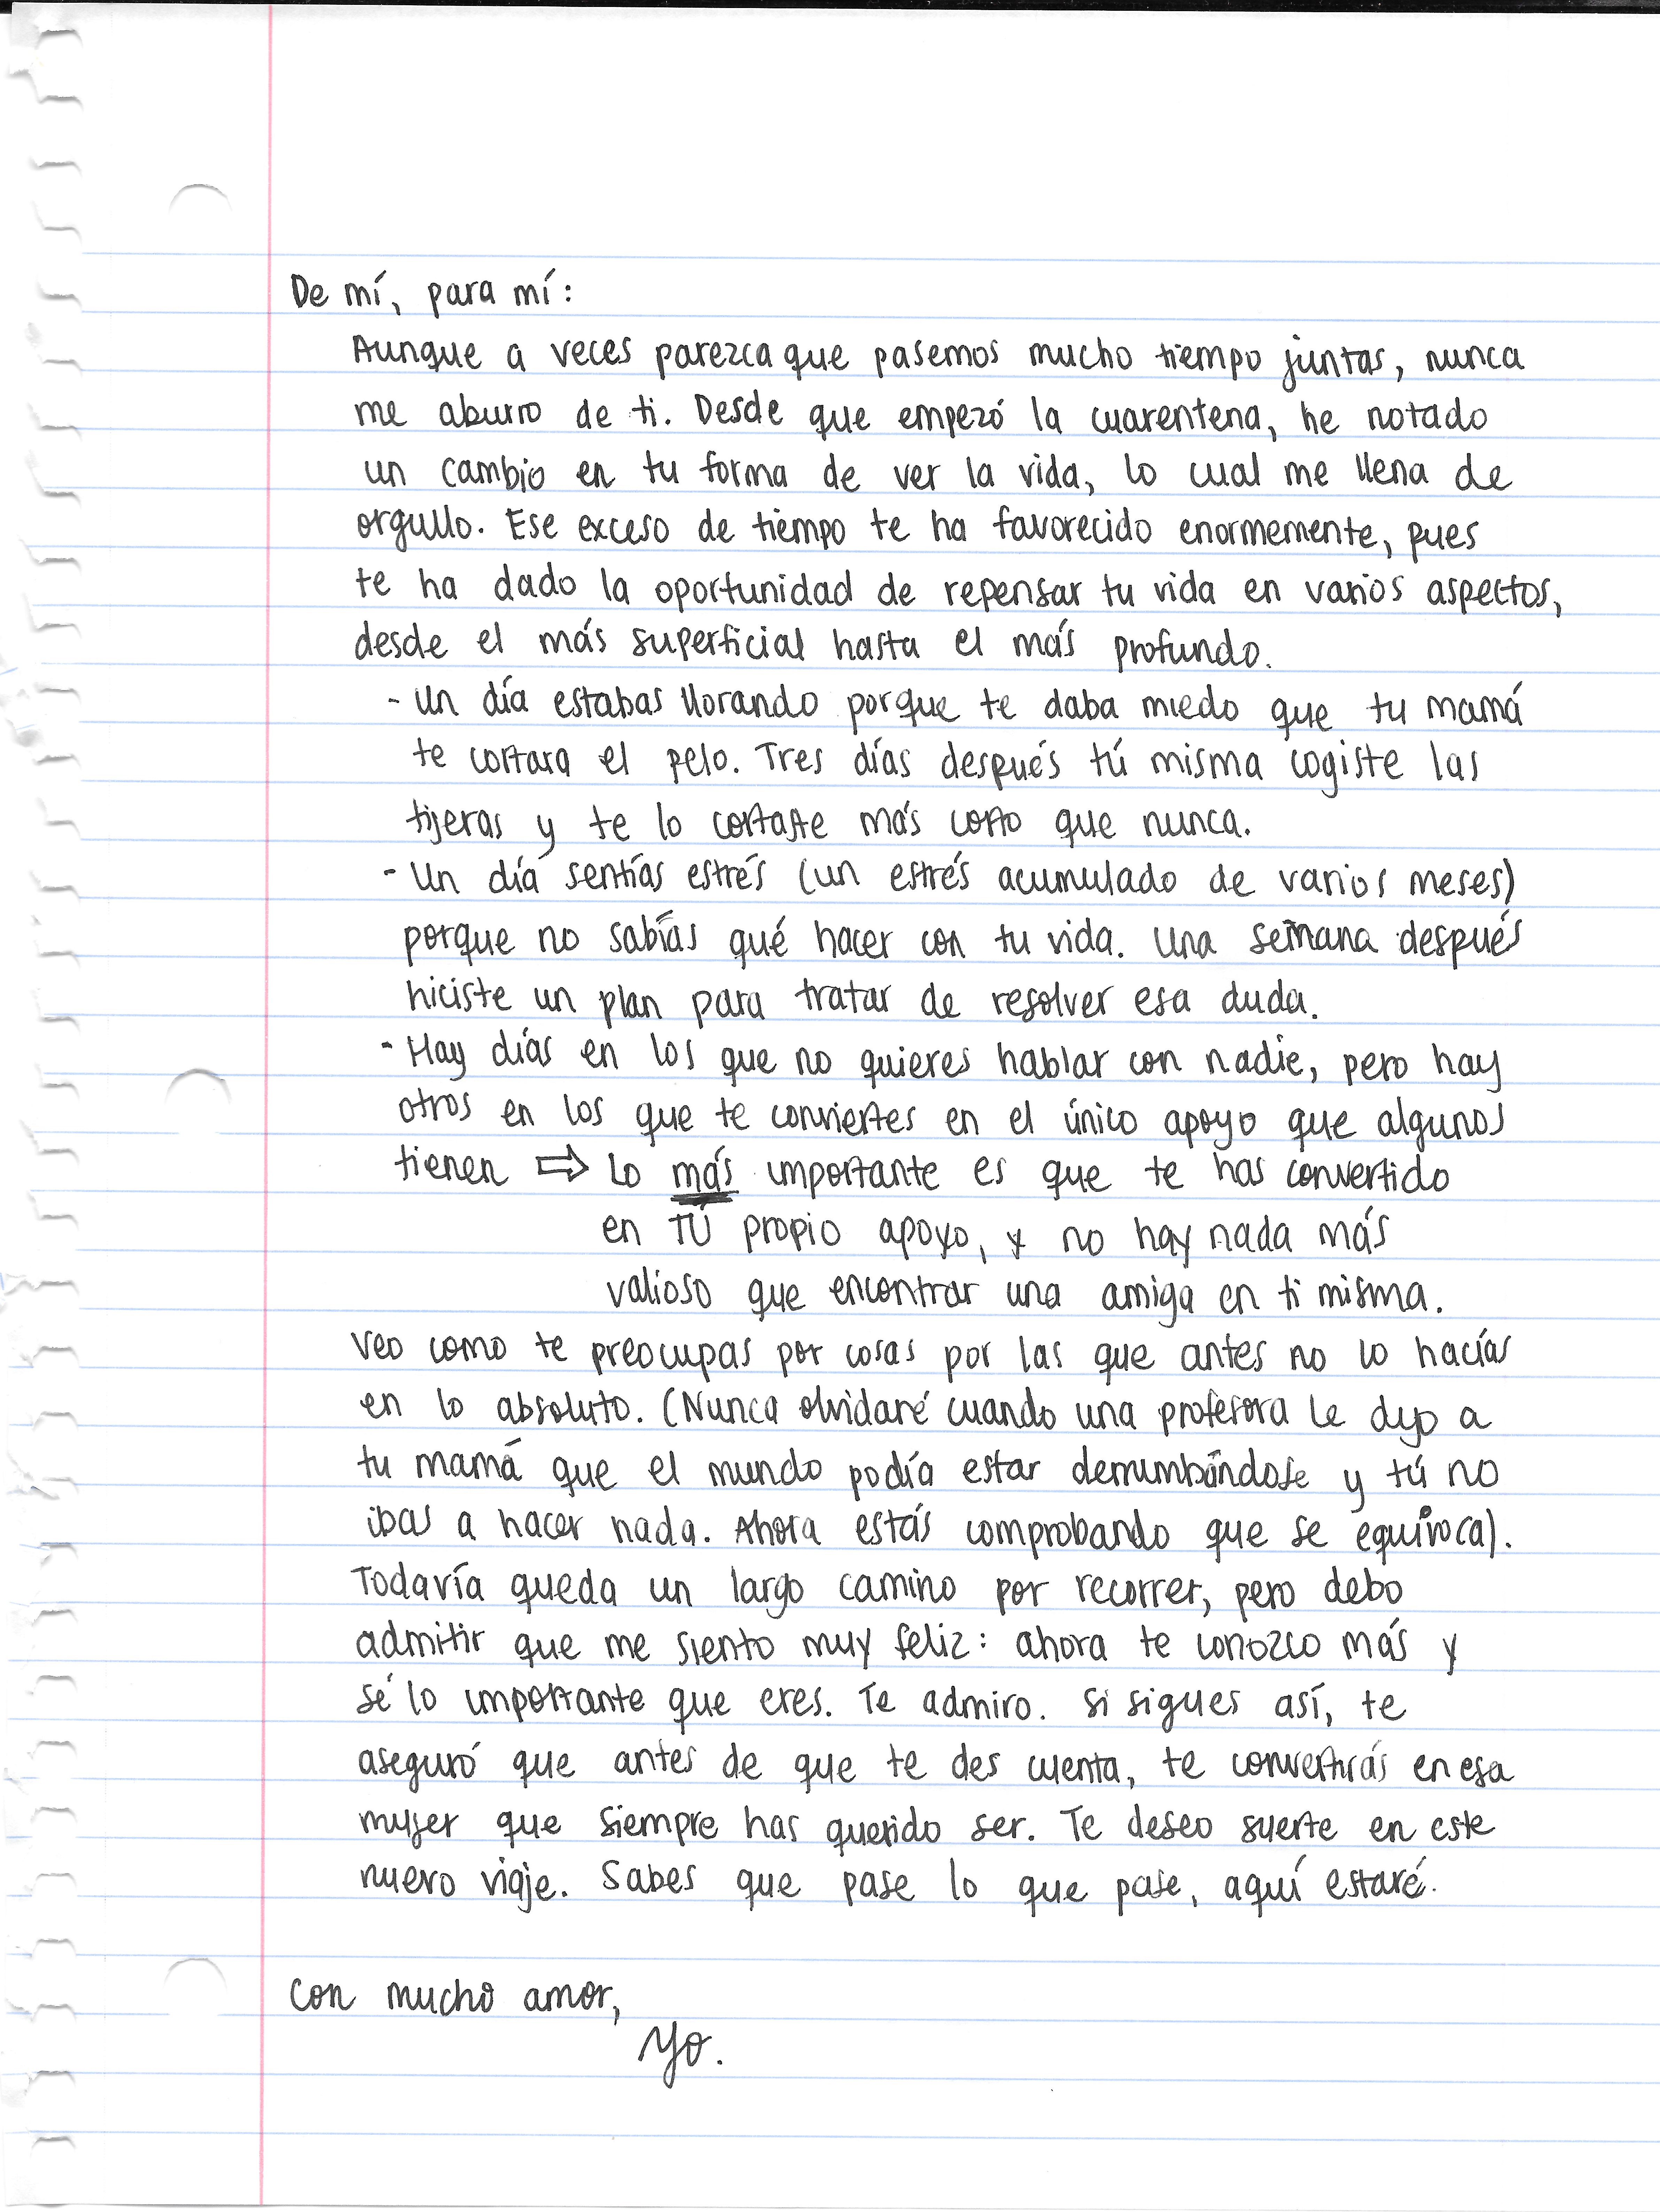 De mí, para mí:
Aunque a veces parezca que pasemos mucho tiempo juntas, nunca
me aburro de ti. Desde que empezó la cuarentena, he notado
un cambio en tu forma de ver la vida, lo cual me llena de
orgullo. Ese exceso de tiempo te ha favorecido enormemente, pues
te ha dado la oportunidad de repensar tu vida en varios aspectos,
desde el más superficial hasta el más profundo.
- Un día estabas llorando porque te daba miedo que tu mamá
te cortara el pelo. Tres días después tú misma cogiste las
tijeras y te lo cortaste más corto que nunca.
- Un día sentías estrés (un estrés acumulado de varios meses)
porque no sabías qué hacer con tu vida. Una semana después
hiciste un plan para tratar de resolver esa duda.
- Hay días en los que no quieres hablar con nadie, pero hay
otros en los que te conviertes en el único apoyo que algunos
tienen ⇒ Lo más importante es que te has convertido
en TÚ propio apoyo, y no hay nada más
valioso que encontrar una amiga en ti misma.
Veo como te preocupas por cosas por las que antes no lo hacías
en lo absoluto. (Nunca olvidaré cuando una profesora le dijo a
tu mamá que el mundo podía estar derrumbándose y tú no
ibas a hacer nada. Ahora estás comprobando que se equivoca).
Todavía queda un largo camino por recorrer, pero debo
admitir que me siento muy feliz: ahora te conozco más y
sé lo importante que eres. Te admiro. Si sigues así, te
aseguró que antes de que te des cuenta, te convertirás en esa
mujer que siempre has querido ser. Te deseo suerte en este
nuevo viaje. Sabes que pase lo que pase, aquí estaré.
Con mucho amor,
Yo.